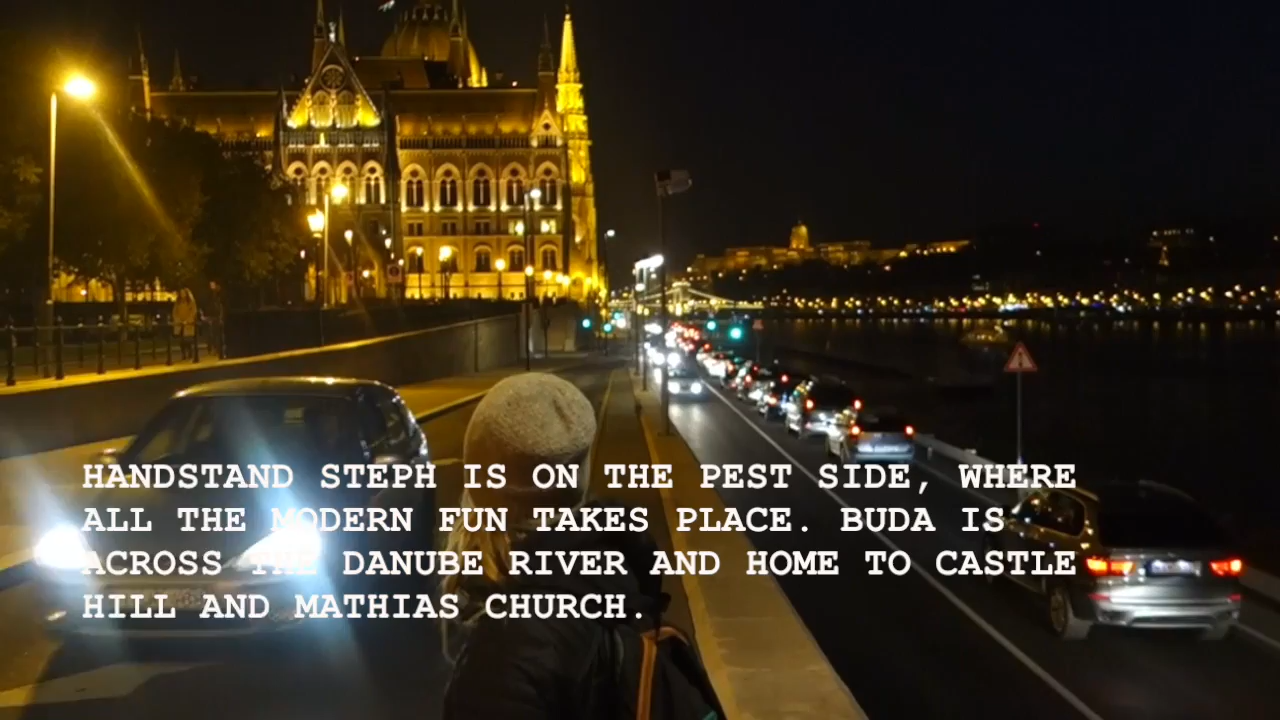 HANDSTAND STEPH IS ON THE PEST SIDE, WHERE
ALL THE MODERN FUN TAKES PLACE. BUDA IS
ACROSS THE DANUBE RIVER AND HOME TO CASTLE
HILL AND MATHIAS CHURCH.